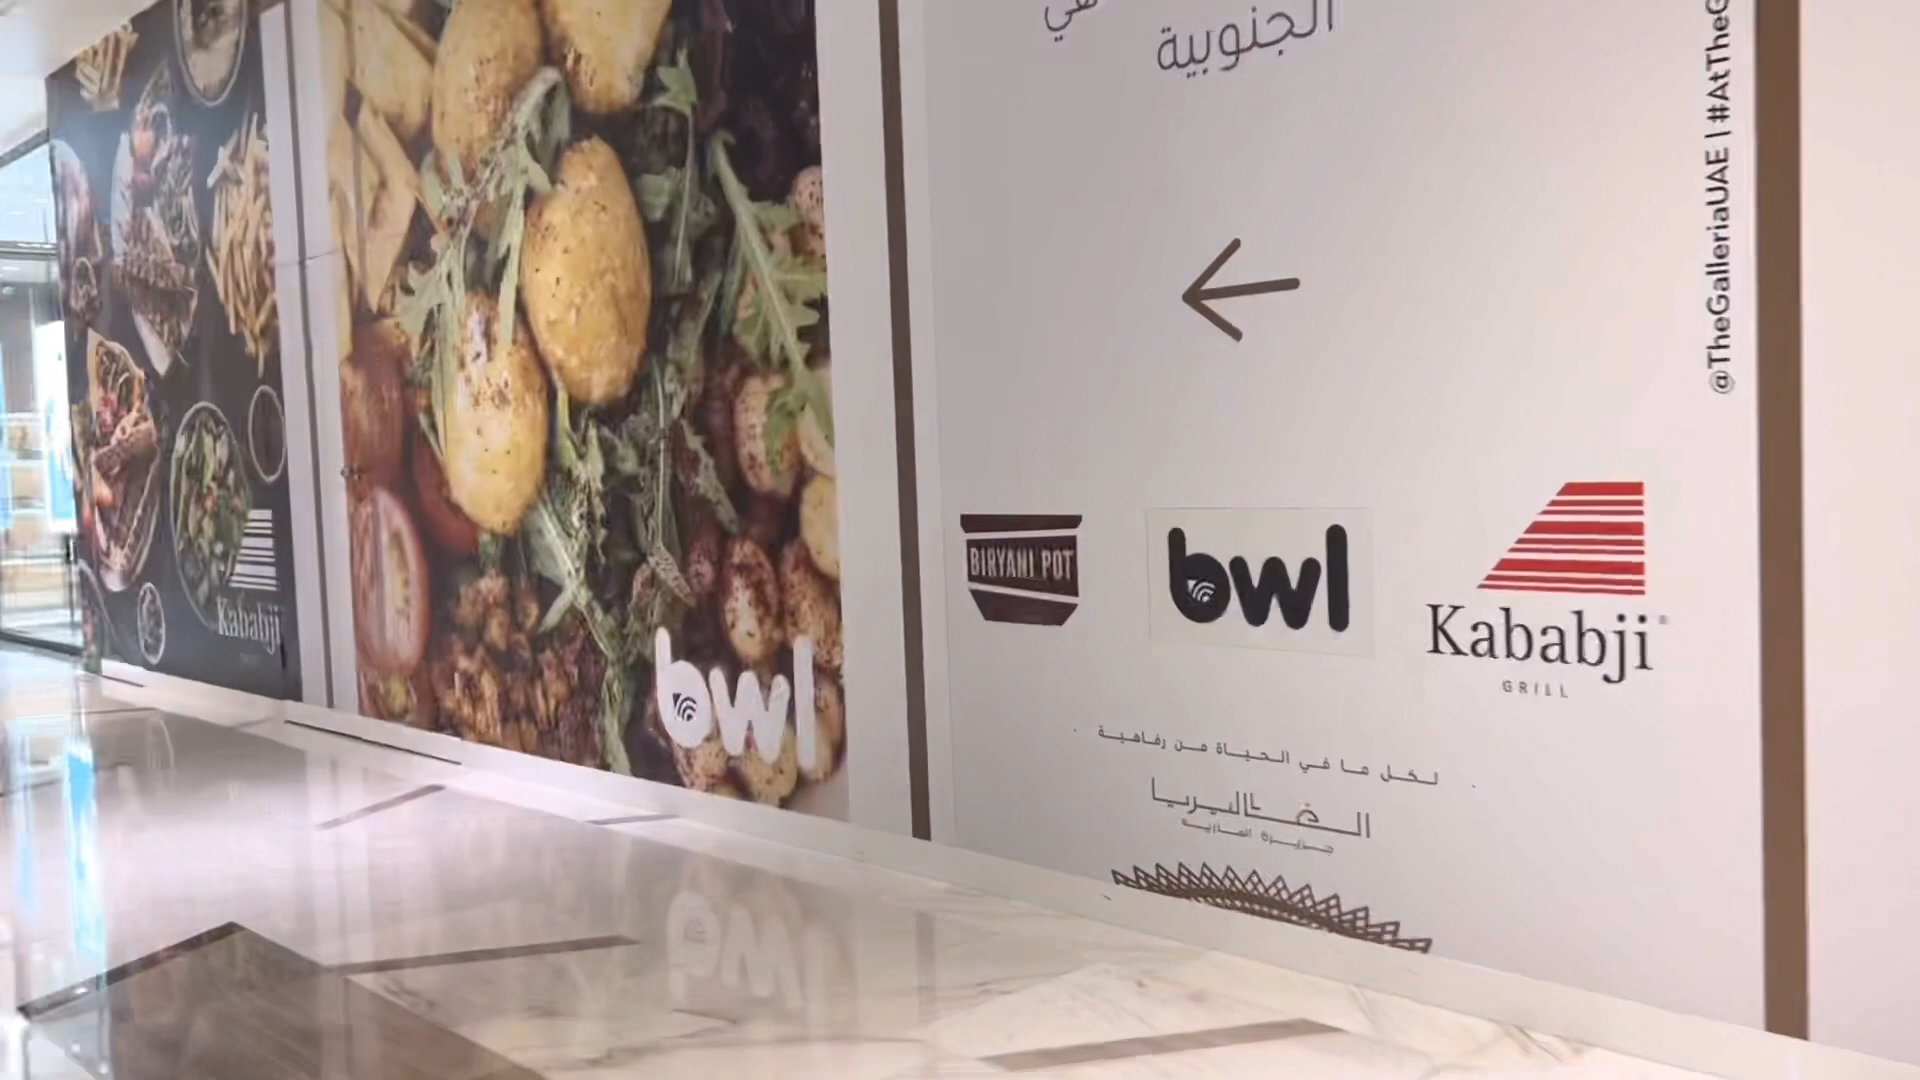 هي
الجنوبية
@TheGalleriaUAE | #AtTheG
BIRYANI POT
bwl
Kababji
GRILL
لكل ما في الحياة من رفاهية
الغاليريا
جزيرة المارية
Kababji
bwl